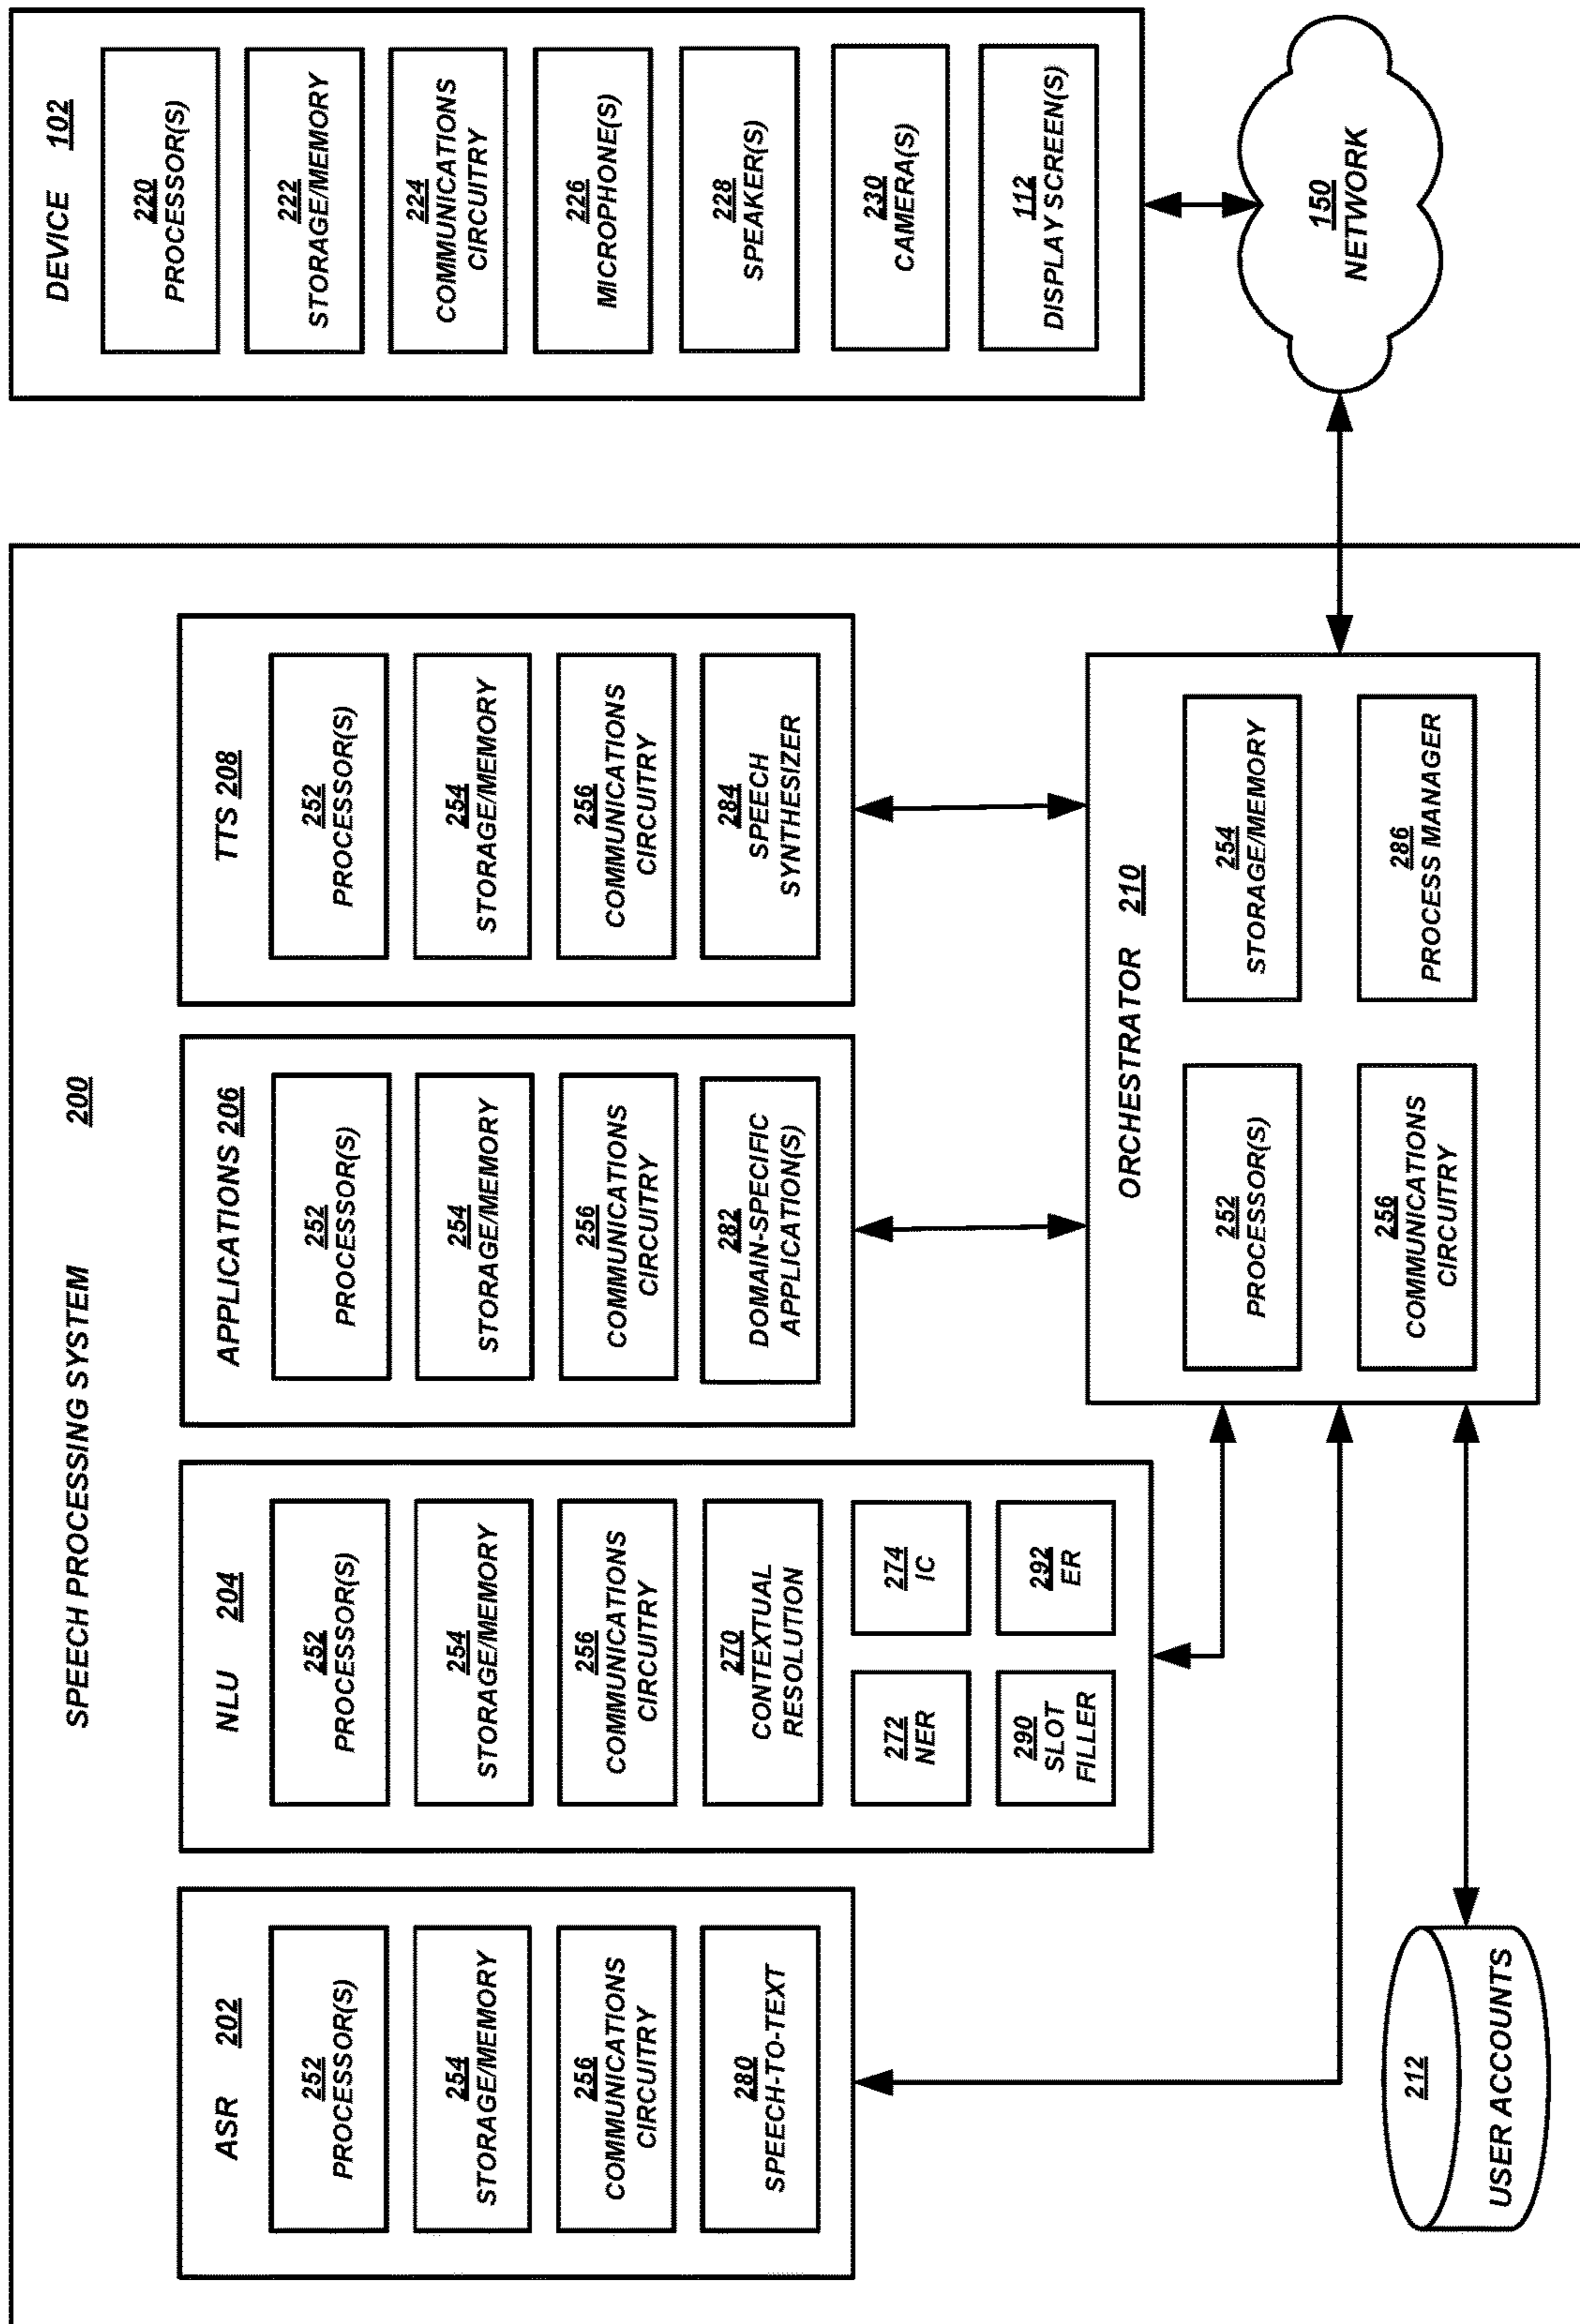 SPEECH PROCESSING SYSTEM 200
ASR 202
252
PROCESSOR(S)
254
STORAGE/MEMORY
256
COMMUNICATIONS
CIRCUITRY
280
SPEECH-TO-TEXT
NLU 204
252
PROCESSOR(S)
254
STORAGE/MEMORY
256
COMMUNICATIONS
CIRCUITRY
270
CONTEXTUAL
RESOLUTION
272
NER
274
IC
290
SLOT
FILLER
292
ER
APPLICATIONS 206
252
PROCESSOR(S)
254
STORAGE/MEMORY
256
COMMUNICATIONS
CIRCUITRY
282
DOMAIN-SPECIFIC
APPLICATION(S)
TTS 208
252
PROCESSOR(S)
254
STORAGE/MEMORY
256
COMMUNICATIONS
CIRCUITRY
284
SPEECH
SYNTHESIZER
ORCHESTRATOR 210
252
PROCESSOR(S)
254
STORAGE/MEMORY
256
COMMUNICATIONS
CIRCUITRY
286
PROCESS MANAGER
212
USER ACCOUNTS
DEVICE 102
220
PROCESSOR(S)
222
STORAGE/MEMORY
224
COMMUNICATIONS
CIRCUITRY
226
MICROPHONE(S)
228
SPEAKER(S)
230
CAMERA(S)
112
DISPLAY SCREEN(S)
150
NETWORK